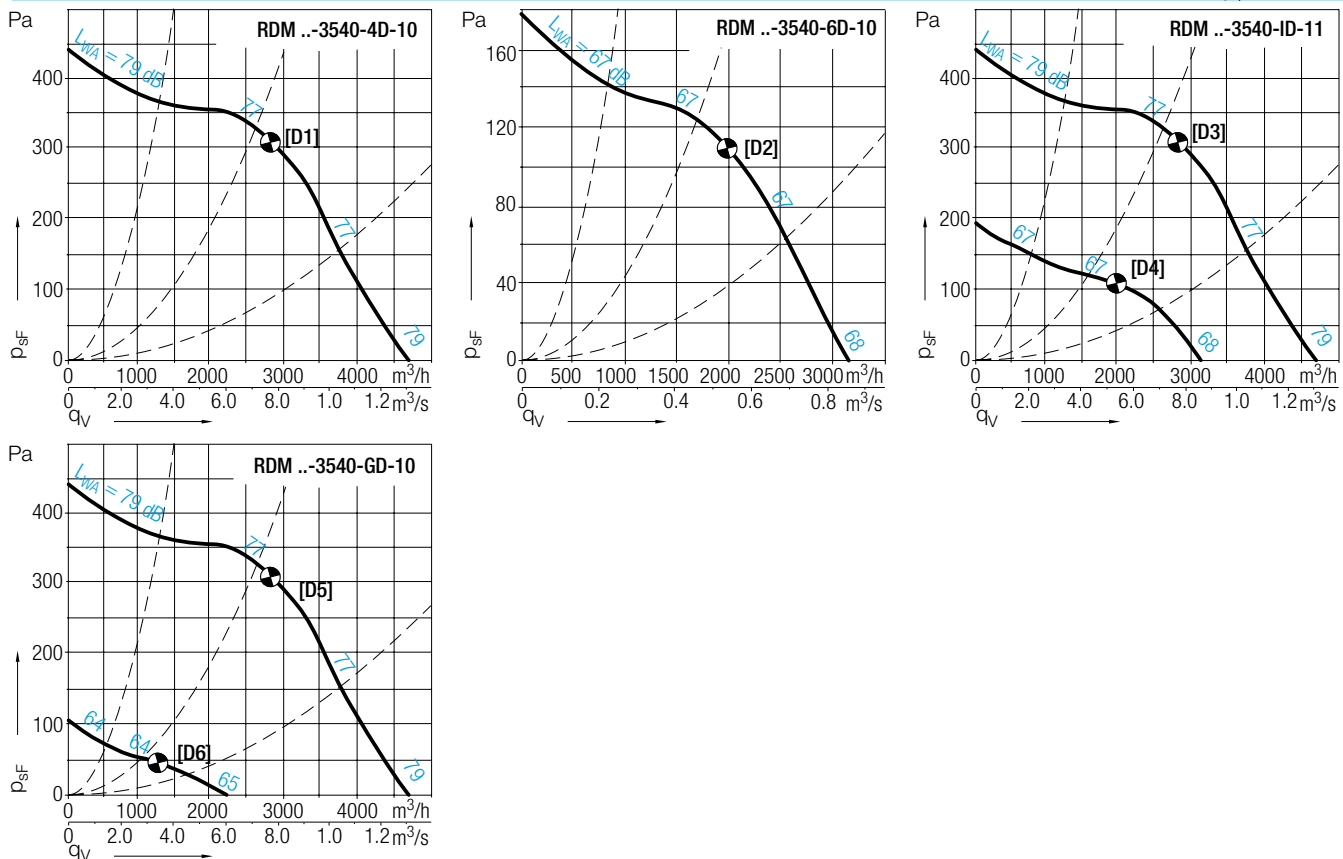 Pa
RDM ..-3540-4D-10
LWA = 79 dB
400
77
[D1]
300
200
77
100
psF
79
0
0 1000 2000 3000 4000 m³/h
0 2.0 4.0 6.0 8.0 1.0 1.2 m³/s
qV
Pa
RDM ..-3540-6D-10
160
LWA = 67 dB
67
120
[D2]
80
67
40
psF
68
0
0 500 1000 1500 2000 2500 3000 m³/h
0 0.2 0.4 0.6 0.8 m³/s
qV
Pa
RDM ..-3540-ID-11
LWA = 79 dB
400
77
[D3]
300
200
67
77
67
[D4]
100
psF
68
79
0
0 1000 2000 3000 4000 m³/h
0 2.0 4.0 6.0 8.0 1.0 1.2 m³/s
qV
Pa
RDM ..-3540-GD-10
LWA = 79 dB
400
77
[D5]
300
200
77
100
64
64
[D6]
psF
65
79
0
0 1000 2000 3000 4000 m³/h
0 2.0 4.0 6.0 8.0 1.0 1.2 m³/s
qV